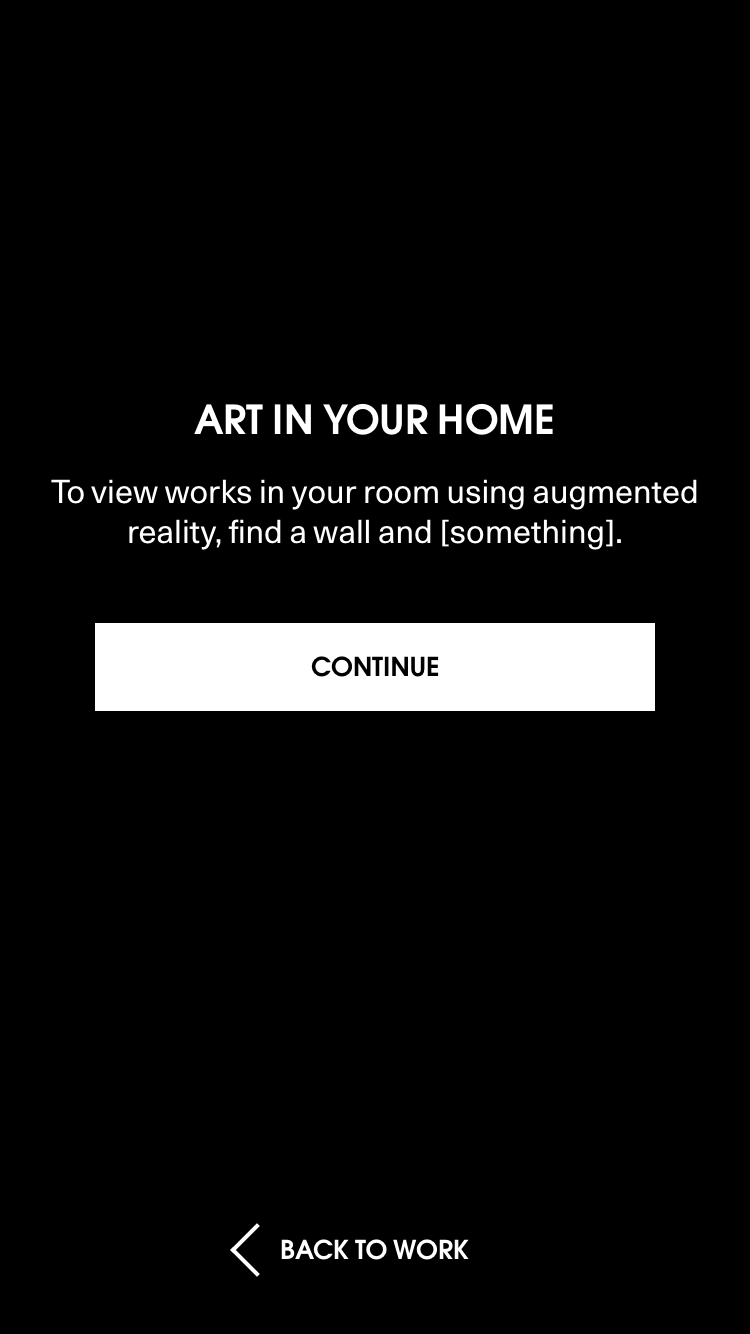 ART IN YOUR HOME
To view works in your room using augmented
reality, find a wall and [something].
CONTINUE
BACK TO WORK